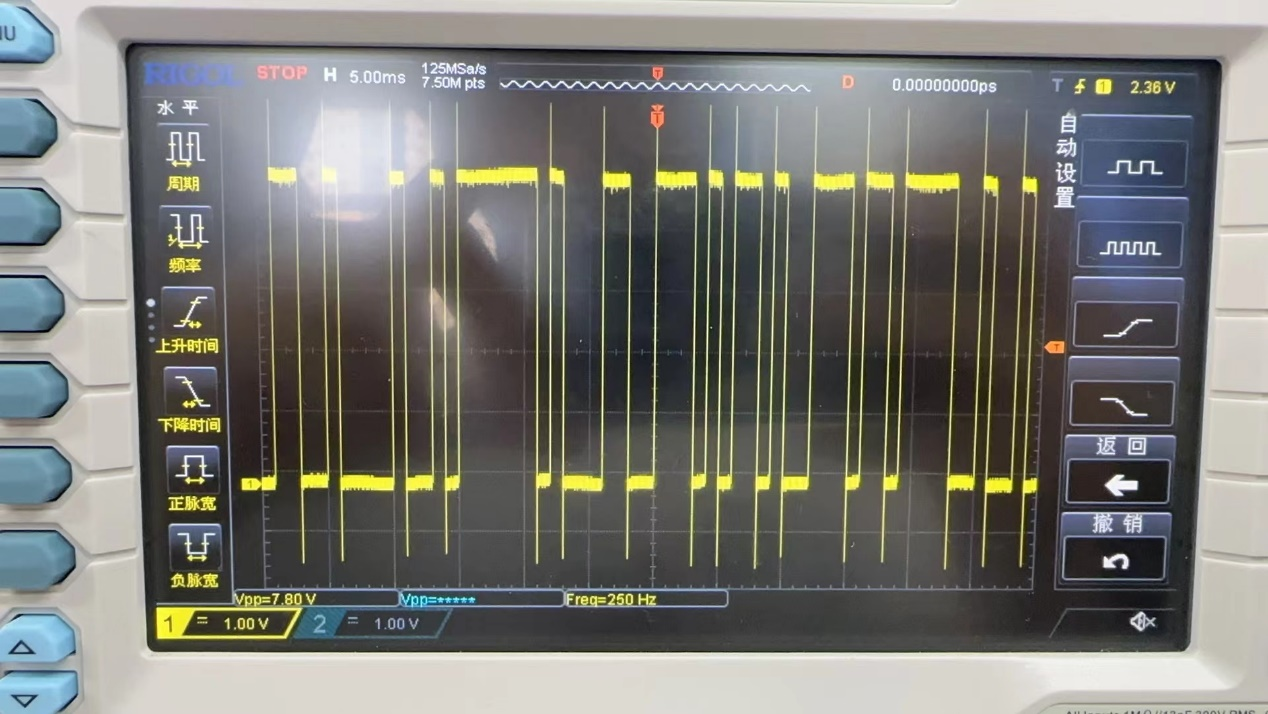 NU
RIGOL STOP H 5.00ms 125MSa/s 7.50M pts T D 0.00000000ps T 1 2.36 V
水平
周期
频率
上升时间
下降时间
正脉宽
负脉宽
T
1
T
自动设置
返回
撤销
Vpp=7.80 V Vpp=***** Freq=250 Hz
1 = 1.00 V 2 = 1.00 V